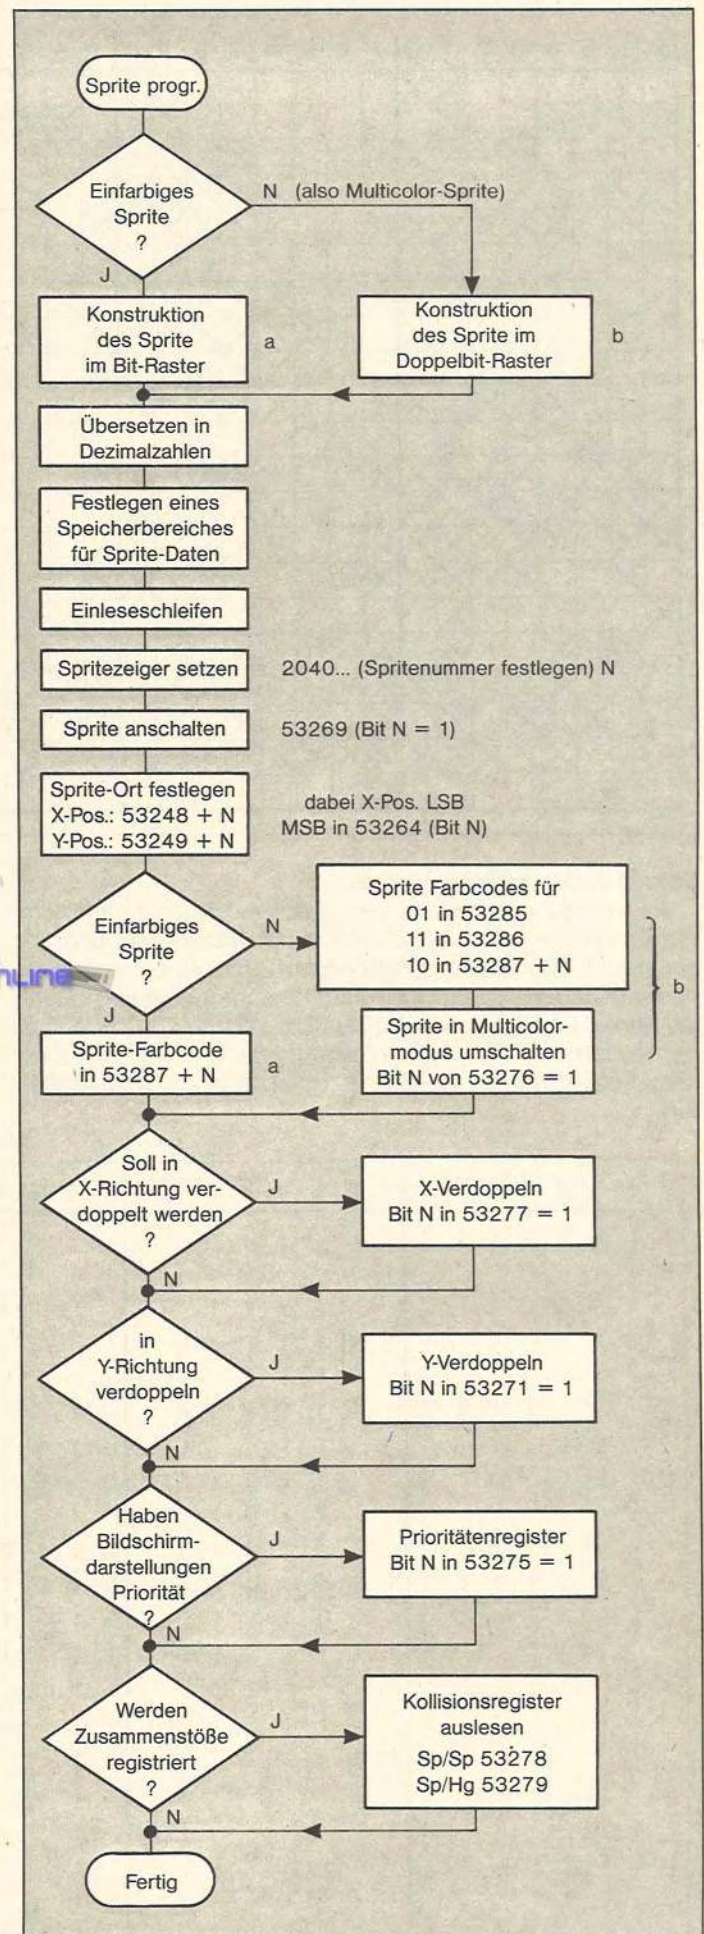 Sprite progr.
Einfarbiges
Sprite
?
N (also Multicolor-Sprite)
J
Konstruktion
des Sprite
im Bit-Raster
a
Konstruktion
des Sprite im
Doppelbit-Raster
b
Übersetzen in
Dezimalzahlen
Festlegen eines
Speicherbereiches
für Sprite-Daten
Einleseschleifen
Spritezeiger setzen
2040... (Spritenummer festlegen) N
Sprite anschalten
53269 (Bit N = 1)
Sprite-Ort festlegen
X-Pos.: 53248 + N
Y-Pos.: 53249 + N
dabei X-Pos. LSB
MSB in 53264 (Bit N)
Einfarbiges
Sprite
?
N
Sprite Farbcodes für
01 in 53285
11 in 53286
10 in 53287 + N
b
J
Sprite-Farbcode
in 53287 + N
a
Sprite in Multicolor-
modus umschalten
Bit N von 53276 = 1
Soll in
X-Richtung ver-
doppelt werden
?
J
X-Verdoppeln
Bit N in 53277 = 1
N
in
Y-Richtung
verdoppeln
?
J
Y-Verdoppeln
Bit N in 53271 = 1
N
Haben
Bildschirm-
darstellungen
Priorität
?
J
Prioritätenregister
Bit N in 53275 = 1
N
Werden
Zusammenstöße
registriert
?
J
Kollisionsregister
auslesen
Sp/Sp 53278
Sp/Hg 53279
N
Fertig